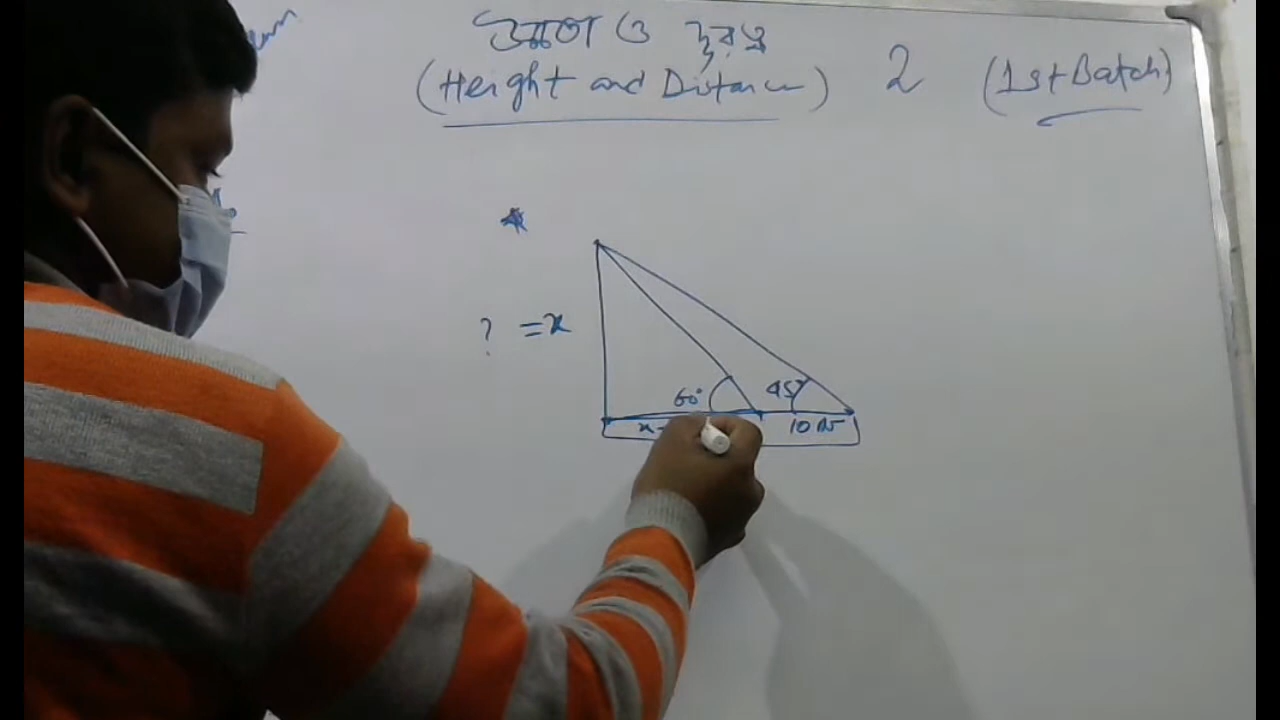 উচ্চতা ও দূরত্ব
(Height and Distance) 2 (1st Batch)
? = x
60° 45°
x- 10 মি